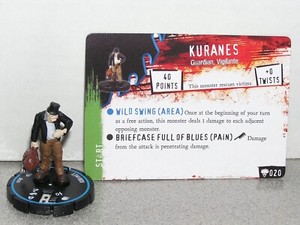 KURANES
Guardian, Vigilante
40 POINTS
+0 TWISTS
This monster rescues victims.
WILD SWING (AREA) Once at the beginning of your
turn as a free action, this monster deals 1 damage to each adjacent
opposing monster.
BRIEFCASE FULL OF BLUES (PAIN) Damage
from the attack is penetrating damage.
START
020